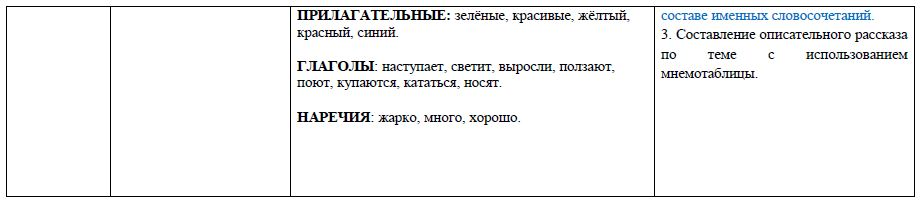 ПРИЛАГАТЕЛЬНЫЕ: зелёные, красивые, жёлтый,
красный, синий.
ГЛАГОЛЫ: наступает, светит, выросли, ползают,
поют, купаются, кататься, носят.
НАРЕЧИЯ: жарко, много, хорошо.
составе именных словосочетаний.
3. Составление описательного рассказа
по теме с использованием
мнемотаблицы.